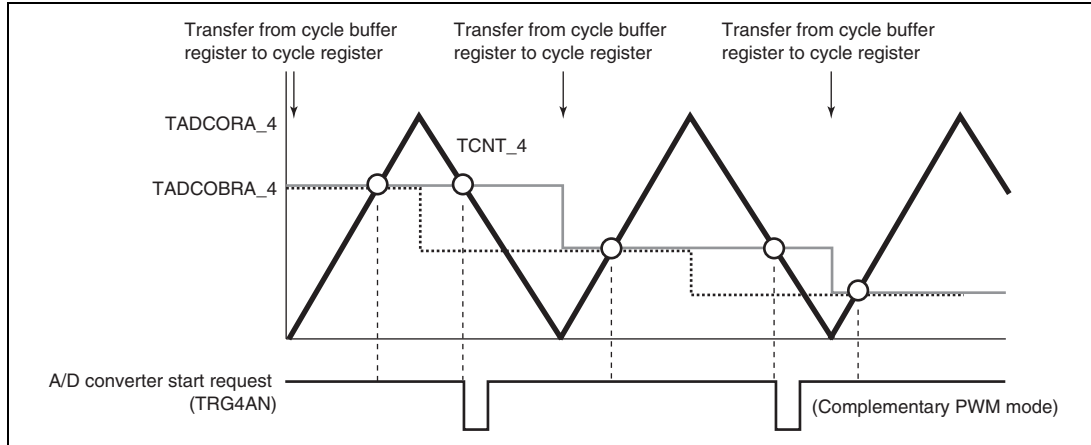 Transfer from cycle buffer
register to cycle register
Transfer from cycle buffer
register to cycle register
Transfer from cycle buffer
register to cycle register
TADCORA_4
TCNT_4
TADCOBRA_4
A/D converter start request
(TRG4AN)
(Complementary PWM mode)